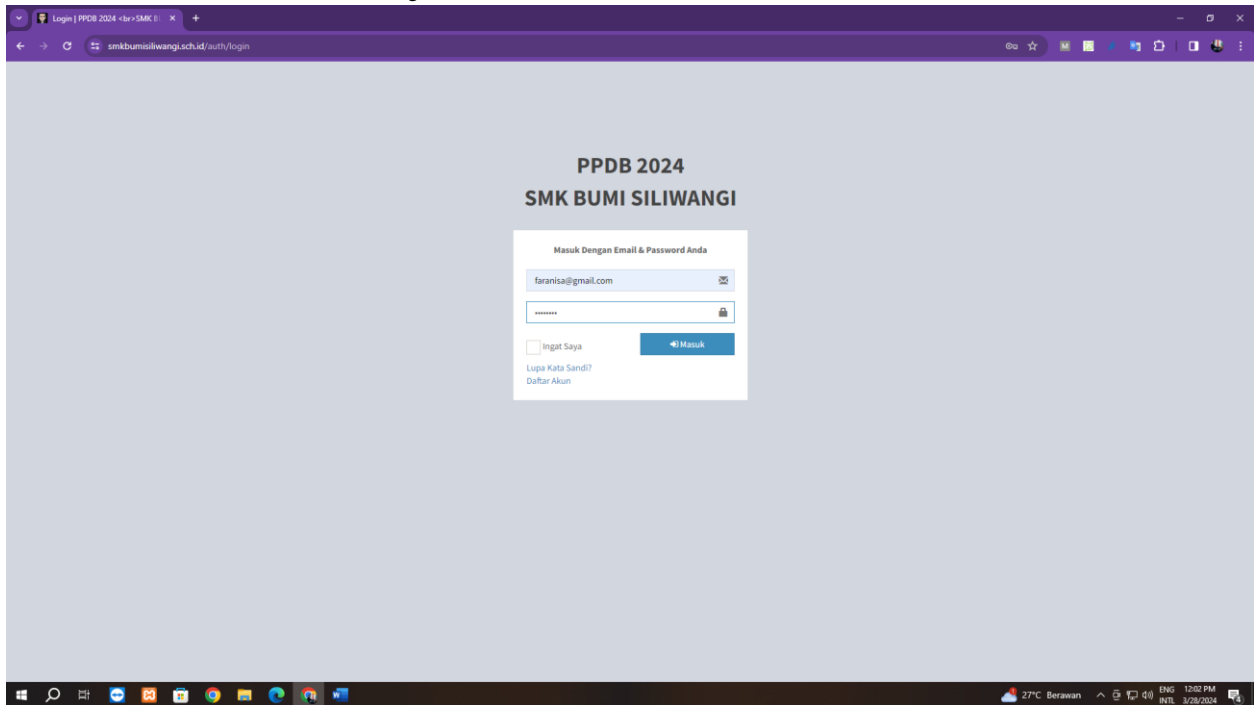 Login | PPDB 2024 <br>SMK B
smkbumisiliwangi.sch.id/auth/login
PPDB 2024
SMK BUMI SILIWANGI
Masuk Dengan Email & Password Anda
faranisa@gmail.com
••••••••
Ingat Saya
Masuk
Lupa Kata Sandi?
Daftar Akun
27°C Berawan
ENG
INTL
12:02 PM
3/28/2024